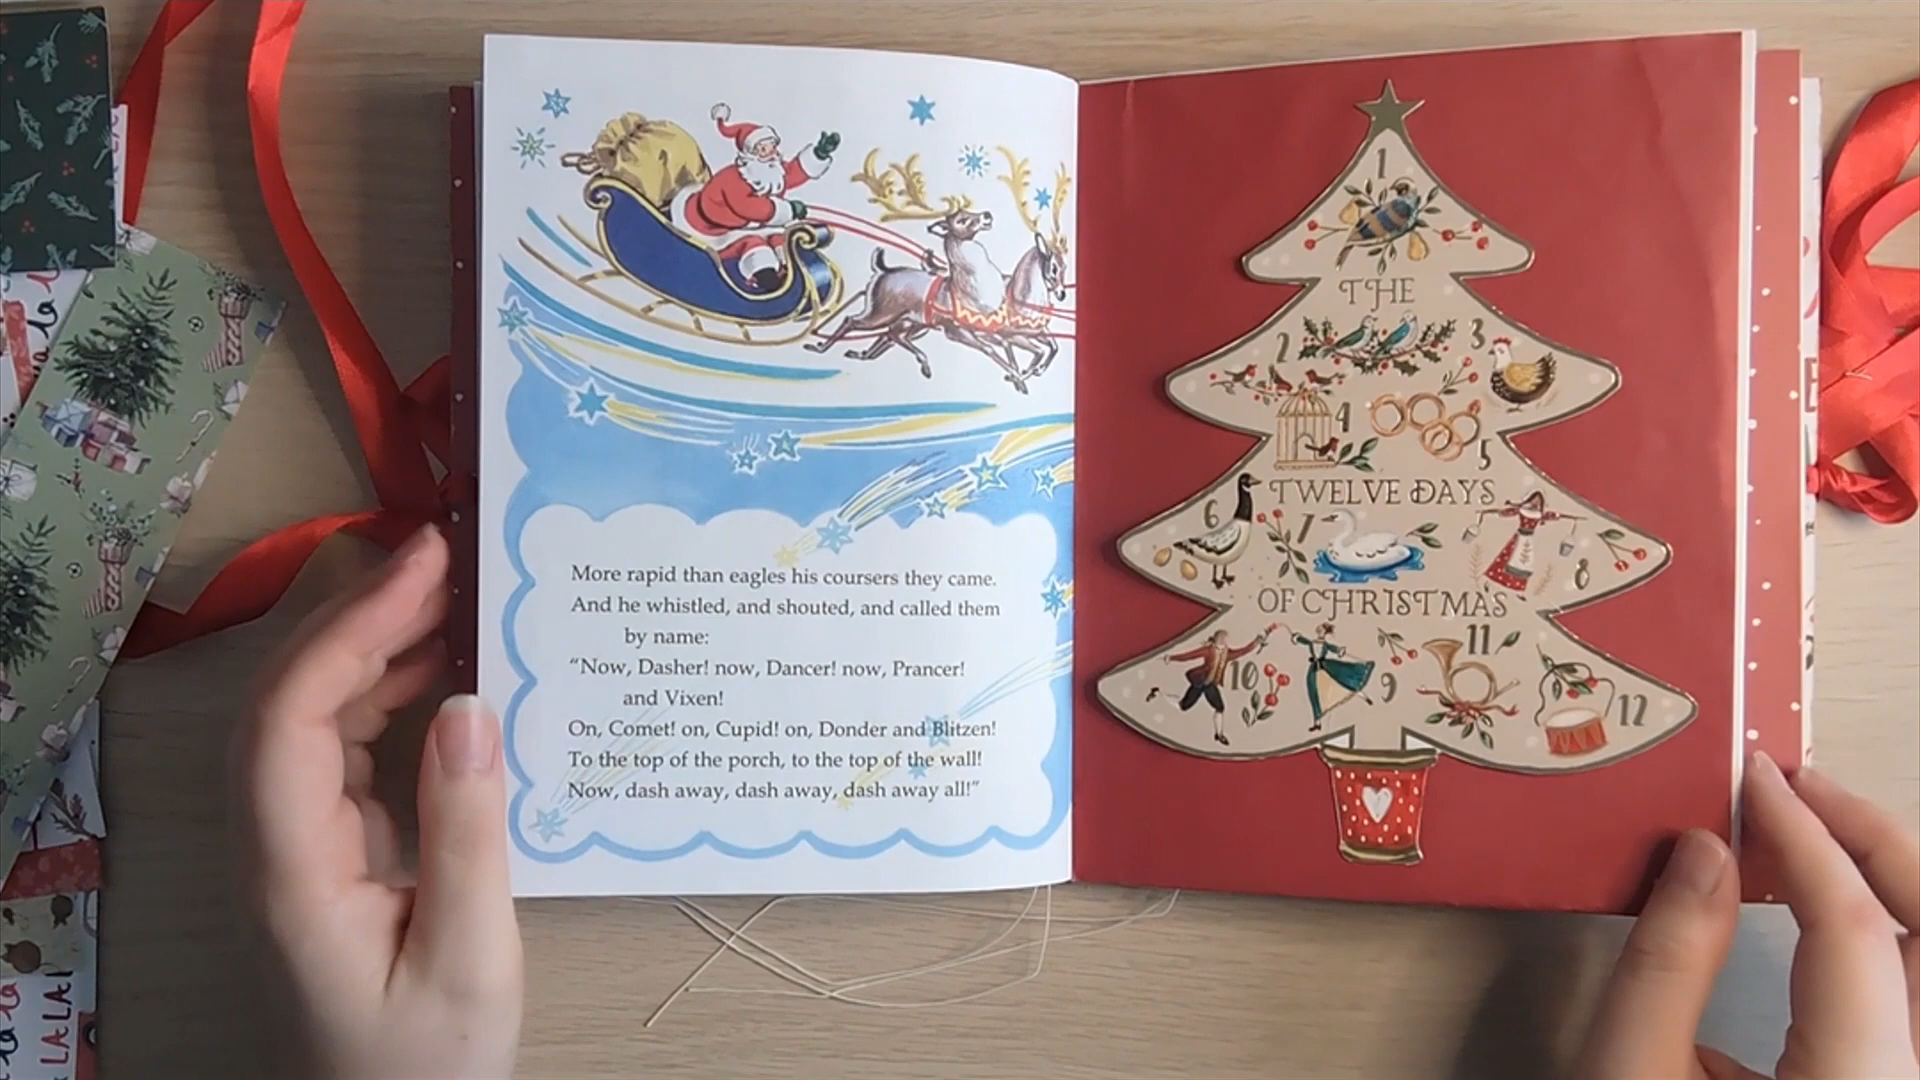 More rapid than eagles his coursers they came.
And he whistled, and shouted, and called them
by name:
“Now, Dasher! now, Dancer! now, Prancer!
and Vixen!
On, Comet! on, Cupid! on, Donder and Blitzen!
To the top of the porch, to the top of the wall!
Now, dash away, dash away, dash away all!”
1
THE
2
3
4
5
TWELVE DAYS
6
7
8
OF CHRISTMAS
10
9
11
12
la
LALA